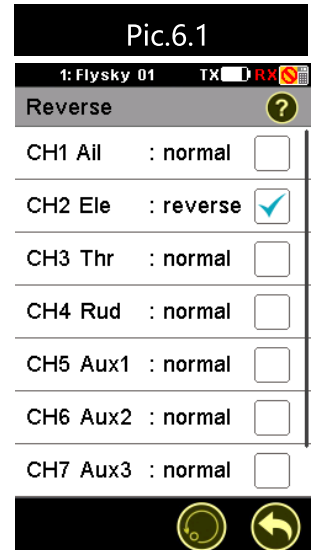 Pic.6.1
1: Flysky 01 TX RX
Reverse ?
CH1 Ail : normal
CH2 Ele : reverse
CH3 Thr : normal
CH4 Rud : normal
CH5 Aux1 : normal
CH6 Aux2 : normal
CH7 Aux3 : normal